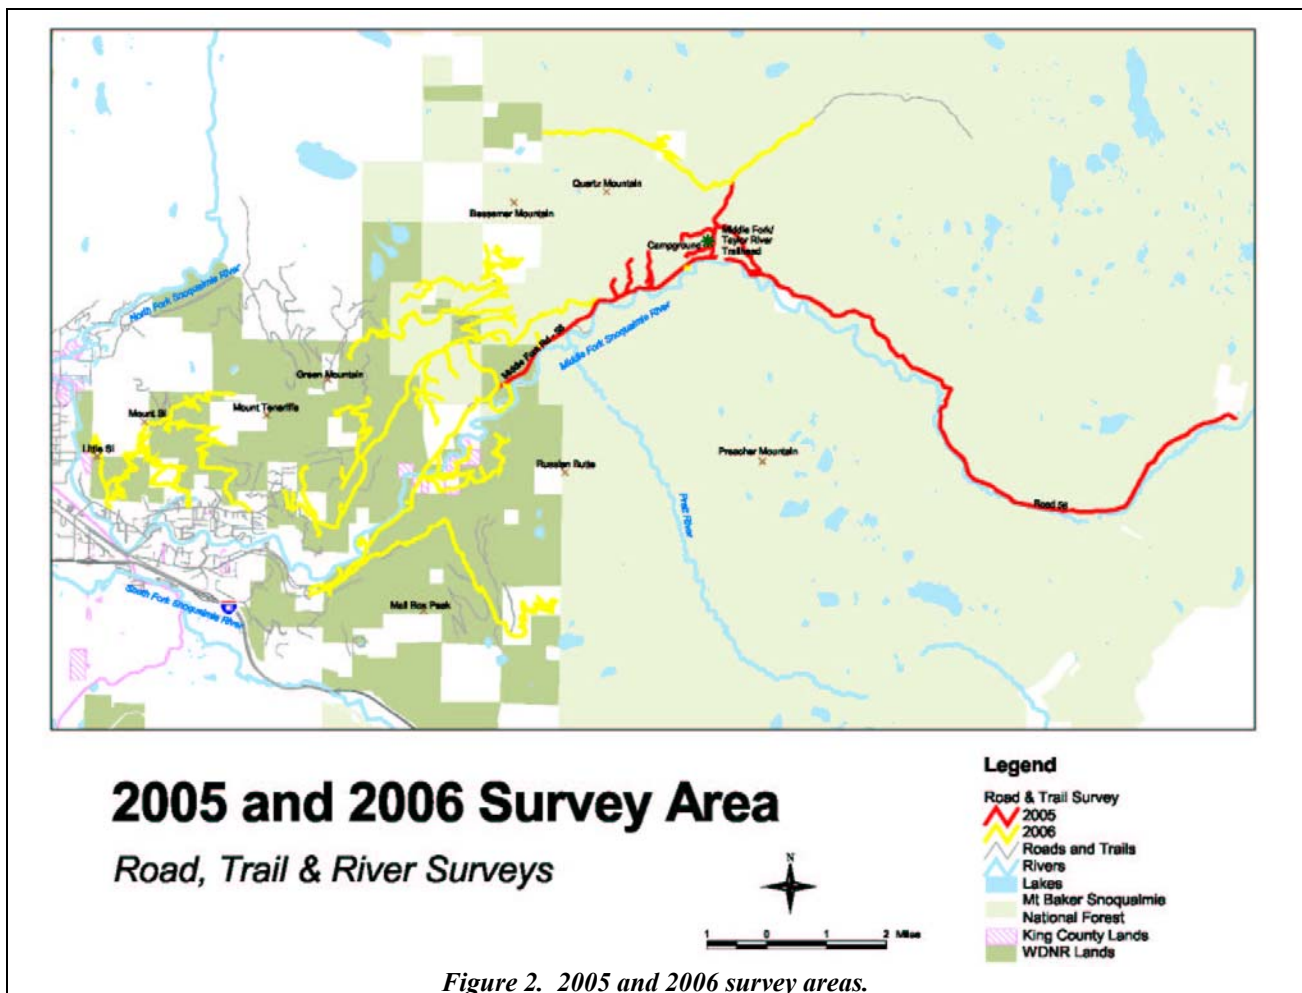 Quartz Mountain
Bessemer Mountain
Middle Fork/
Taylor River
Trailhead
Campground
North Fork Snoqualmie River
Middle Fork Rd - 56
Middle Fork Snoqualmie River
Green Mountain
Mount Si
Mount Teneriffe
Little Si
Russian Butte
Preacher Mountain
Pratt River
Road 56
South Fork Snoqualmie River
Mail Box Peak
2005 and 2006 Survey Area
Road, Trail & River Surveys
N
1 0 1 2 Miles
Legend
Road & Trail Survey
2005
2006
Roads and Trails
Rivers
Lakes
Mt Baker Snoqualmie
National Forest
King County Lands
WDNR Lands
Figure 2. 2005 and 2006 survey areas.